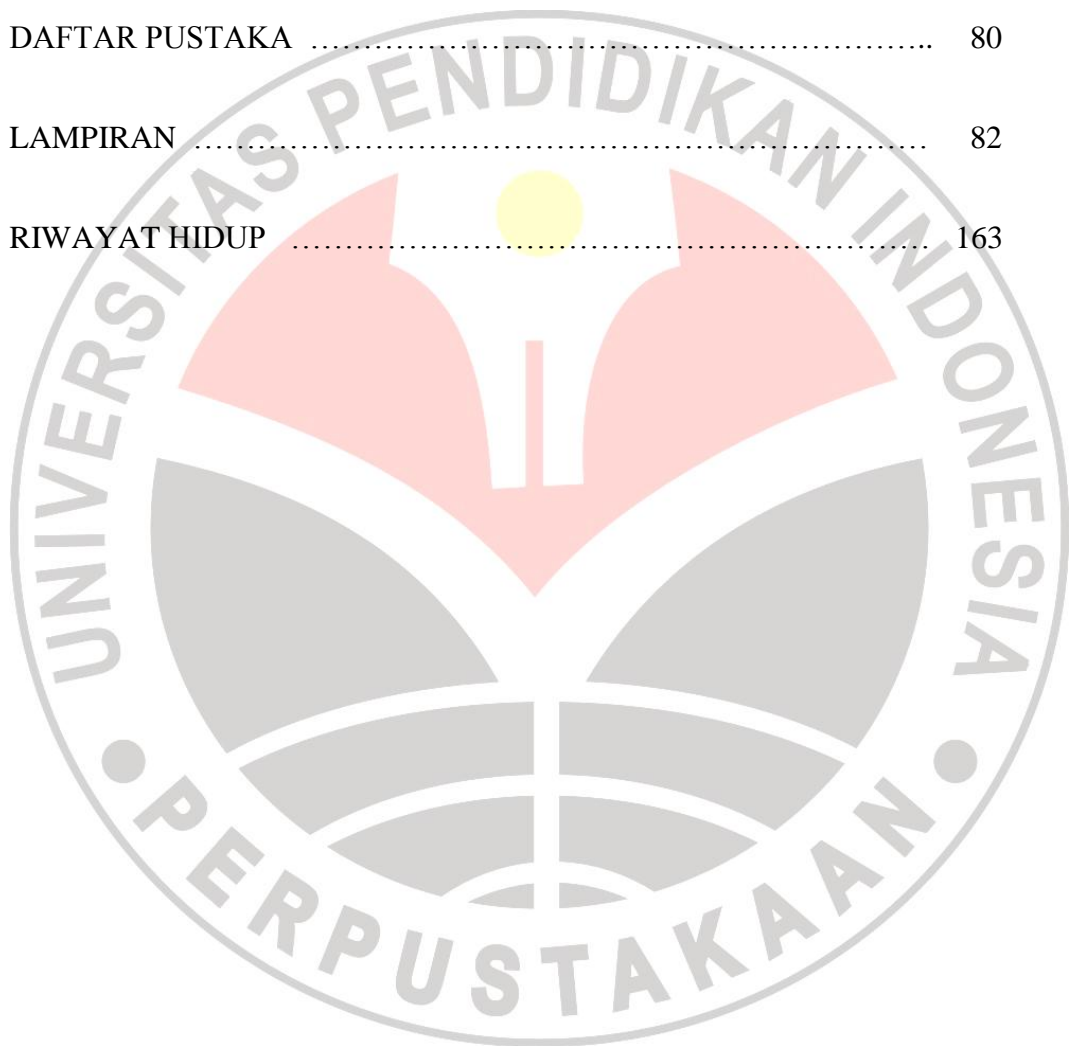 DAFTAR PUSTAKA ………………………………………………….. 80
LAMPIRAN …………………………………………………………… 82
RIWAYAT HIDUP …………………………………………………… 163
UNIVERSITAS PENDIDIKAN INDONESIA
PERPUSTAKAAN